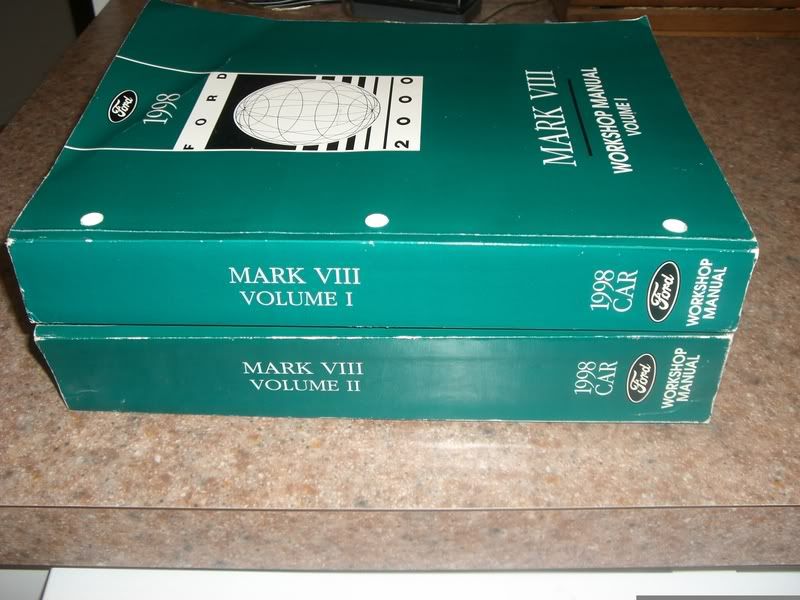 Ford
1998
FORD
2000
MARK VIII
WORKSHOP MANUAL
VOLUME I
MARK VIII
VOLUME I
1998
CAR
Ford
WORKSHOP
MANUAL
MARK VIII
VOLUME II
1998
CAR
Ford
WORKSHOP
MANUAL